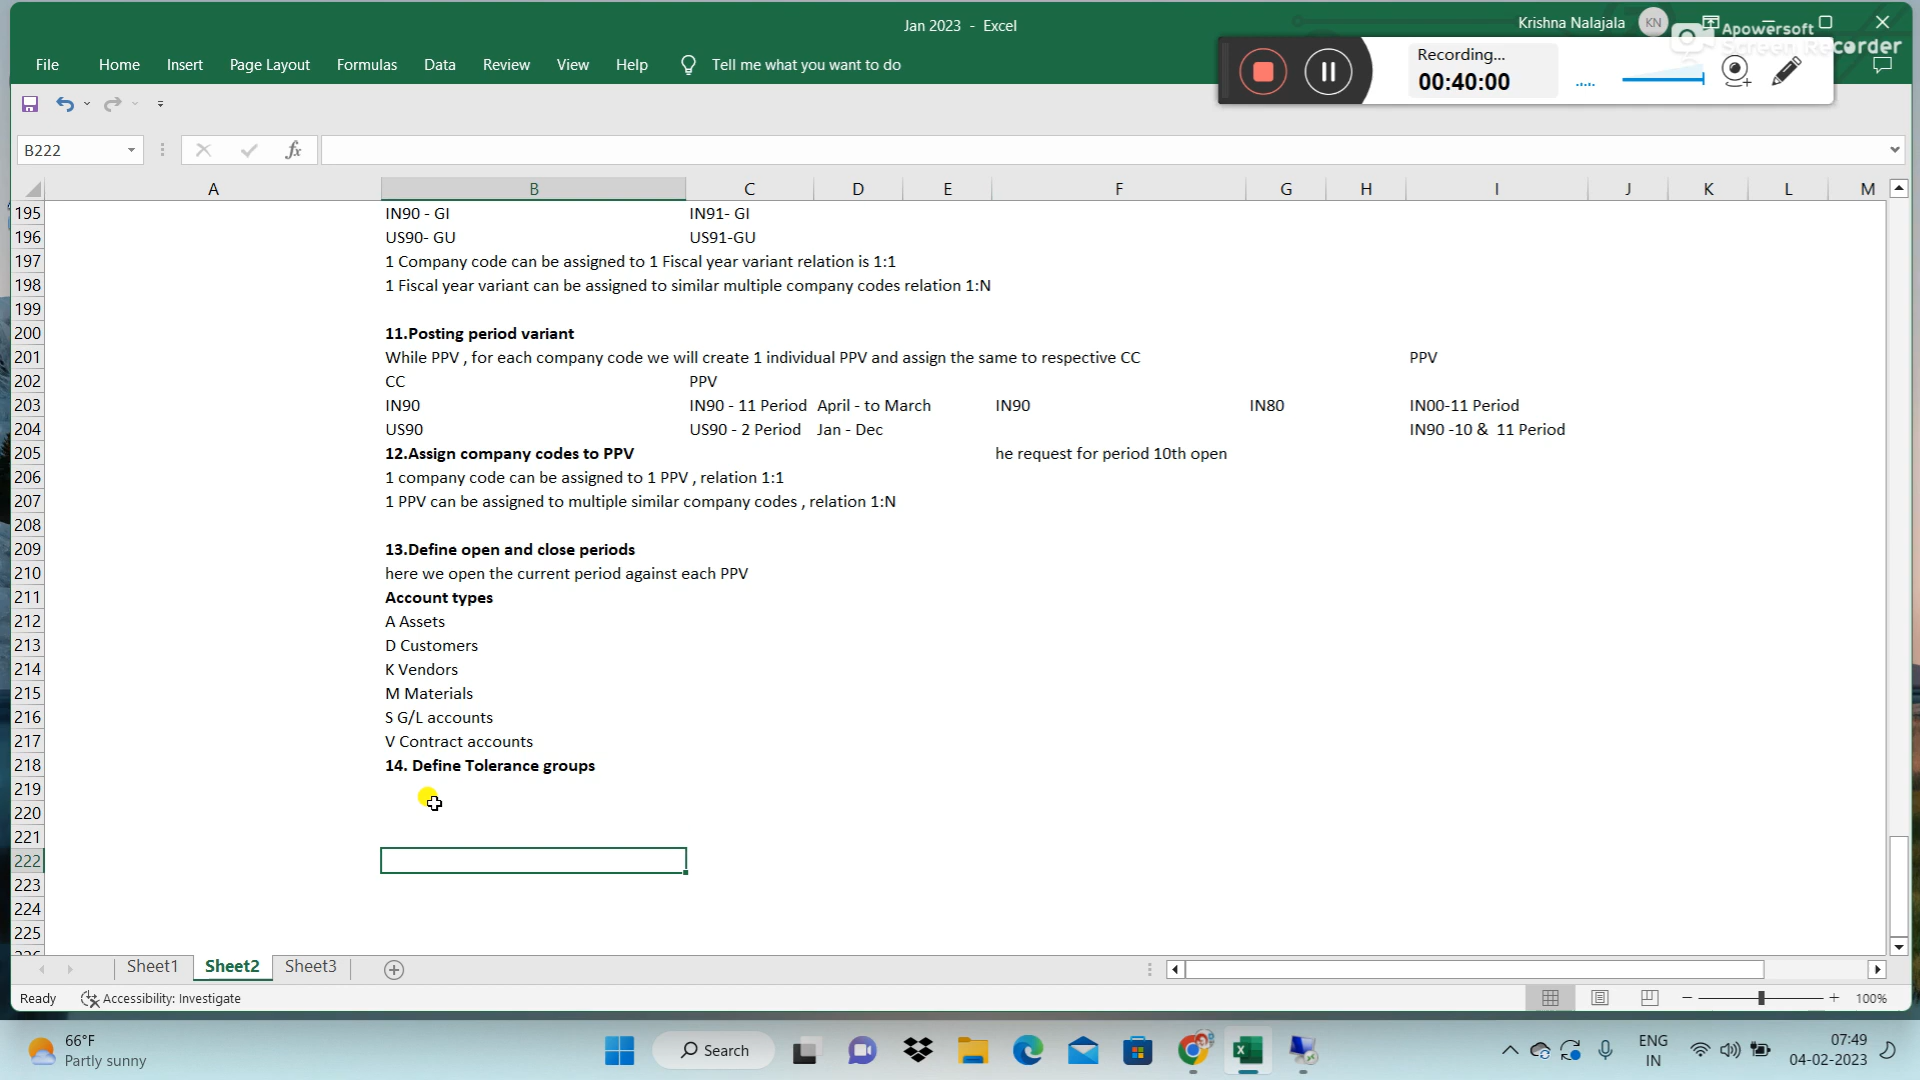 Jan 2023 - Excel
Krishna Nalajala
KN
Apowersoft
Screen Recorder
File Home Insert Page Layout Formulas Data Review View Help Tell me what you want to do
Recording...
00:40:00
B222
fx
A B C D E F G H I J K L M
195 IN90 - GI IN91- GI
196 US90- GU US91-GU
197 1 Company code can be assigned to 1 Fiscal year variant relation is 1:1
198 1 Fiscal year variant can be assigned to similar multiple company codes relation 1:N
199
200 11.Posting period variant
201 While PPV , for each company code we will create 1 individual PPV and assign the same to respective CC PPV
202 CC PPV
203 IN90 IN90 - 11 Period April - to March IN90 IN80 IN00-11 Period
204 US90 US90 - 2 Period Jan - Dec IN90 -10 & 11 Period
205 12.Assign company codes to PPV he request for period 10th open
206 1 company code can be assigned to 1 PPV , relation 1:1
207 1 PPV can be assigned to multiple similar company codes , relation 1:N
208
209 13.Define open and close periods
210 here we open the current period against each PPV
211 Account types
212 A Assets
213 D Customers
214 K Vendors
215 M Materials
216 S G/L accounts
217 V Contract accounts
218 14. Define Tolerance groups
219
220
221
222
223
224
225
Sheet1 Sheet2 Sheet3
Ready Accessibility: Investigate 100%
66°F
Partly sunny
Search
ENG
IN
07:49
04-02-2023